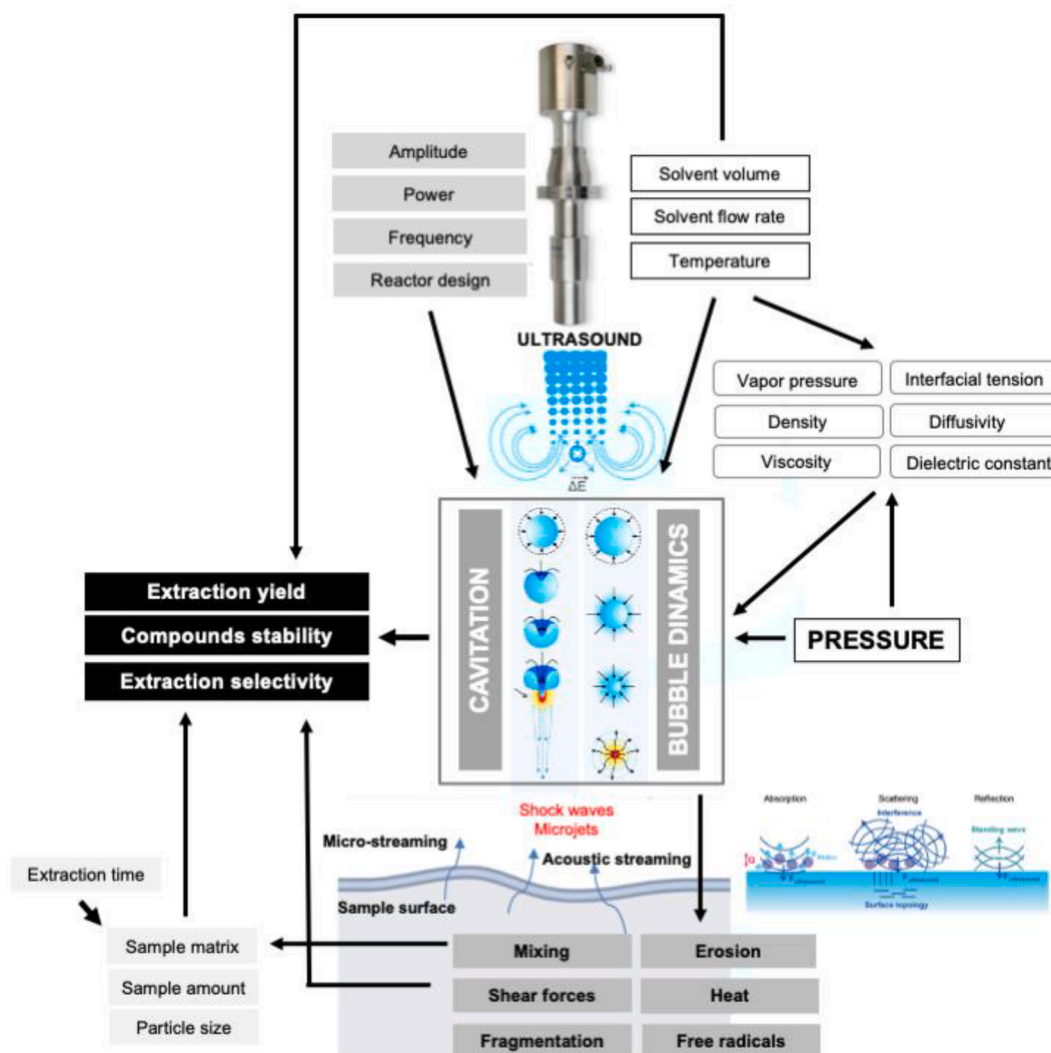 Amplitude
Power
Frequency
Reactor design
Solvent volume
Solvent flow rate
Temperature
ULTRASOUND
ΔE
Vapor pressure
Interfacial tension
Density
Diffusivity
Viscosity
Dielectric constant
CAVITATION
BUBBLE DINAMICS
Extraction yield
Compounds stability
Extraction selectivity
PRESSURE
Shock waves
Microjets
Micro-streaming
Acoustic streaming
Sample surface
Absorption
Scattering
Reflection
Interference
Standing wave
Surface topology
Extraction time
Sample matrix
Sample amount
Particle size
Mixing
Erosion
Shear forces
Heat
Fragmentation
Free radicals